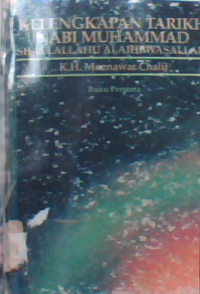 KELENGKAPAN TARIKH
NABI MUHAMMAD
SHALLALLAHU ALAIHI WASALLAM
K.H. Moenawar Chalil
Buku Pertama